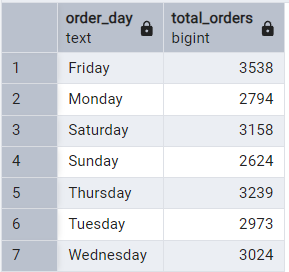 order_day total_orders
text bigint
1 Friday 3538
2 Monday 2794
3 Saturday 3158
4 Sunday 2624
5 Thursday 3239
6 Tuesday 2973
7 Wednesday 3024